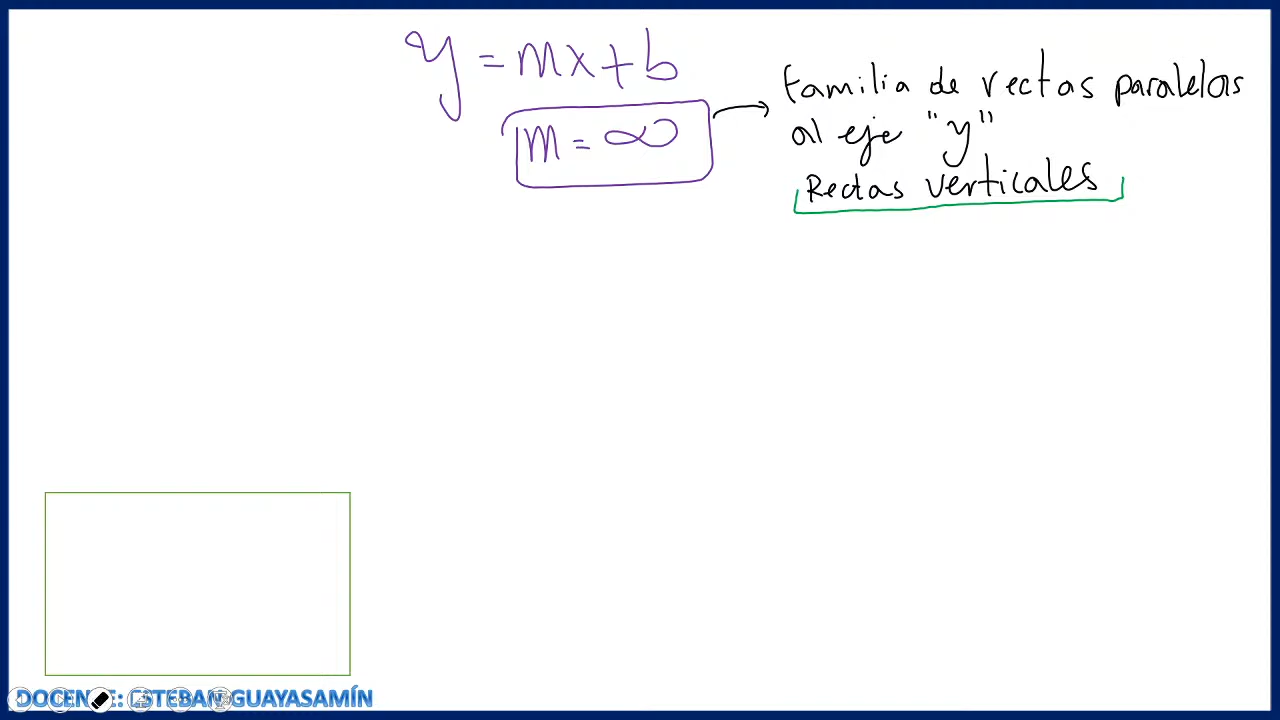 y = mx + b
m = ∞
Familia de rectas paralelas
al eje "y"
Rectas verticales
DOCENTE: ESTEBAN GUAYASAMÍN